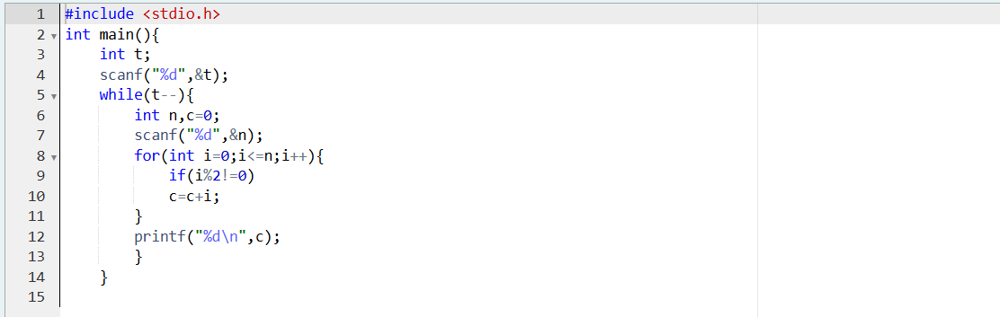 1 #include <stdio.h>
2 int main(){
3     int t;
4     scanf("%d",&t);
5     while(t--){
6         int n,c=0;
7         scanf("%d",&n);
8         for(int i=0;i<=n;i++){
9             if(i%2!=0)
10             c=c+i;
11         }
12         printf("%d\n",c);
13         }
14     }
15